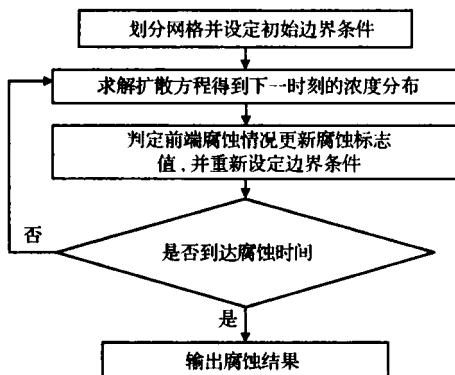 划分网格并设定初始边界条件
求解扩散方程得到下一时刻的浓度分布
判定前端腐蚀情况更新腐蚀标志
值,并重新设定边界条件
否
是否到达腐蚀时间
是
输出腐蚀结果